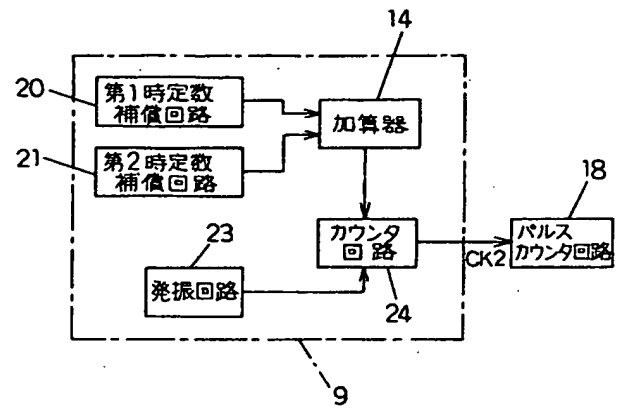 14
20
第1時定数
補償回路
加算器
21
第2時定数
補償回路
18
カウンタ
回路
パルス
カウンタ回路
CK2
23
発振回路
24
9